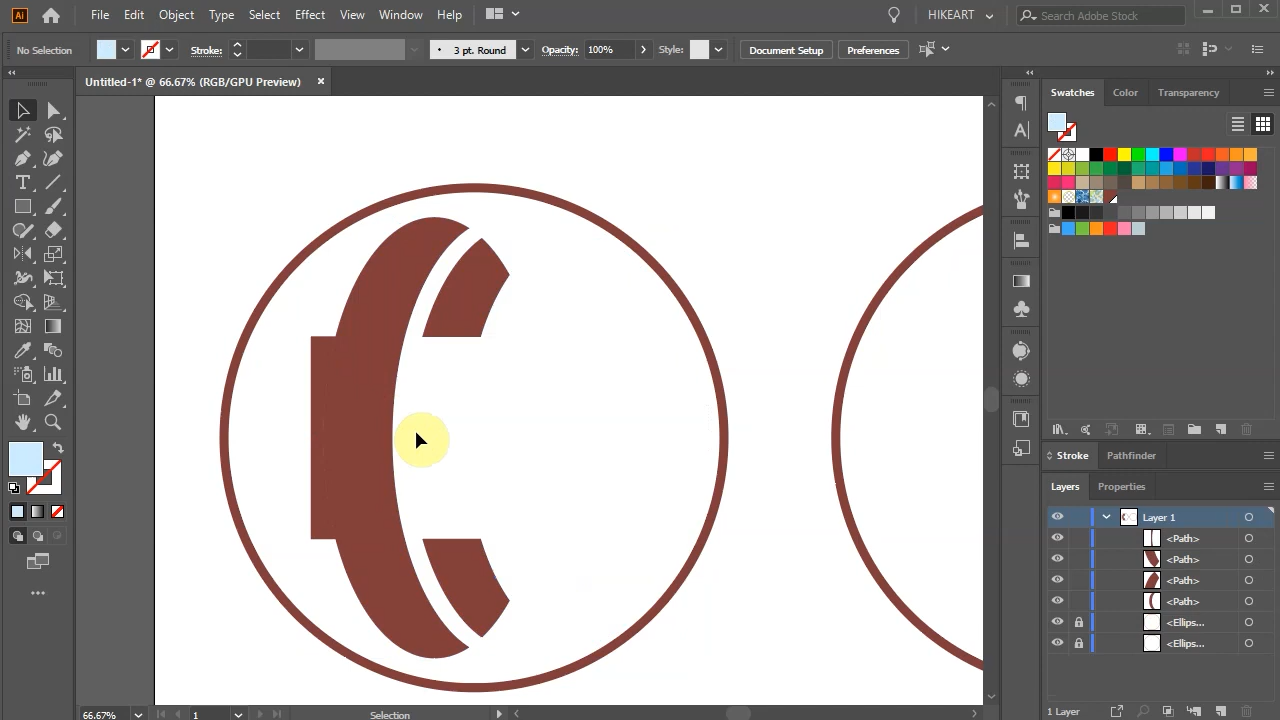 Ai File Edit Object Type Select Effect View Window Help HIKEART Search Adobe Stock
No Selection Stroke: 3 pt. Round Opacity: 100% Style: Document Setup Preferences
Untitled-1* @ 66.67% (RGB/GPU Preview) ×
Swatches Color Transparency
Stroke Pathfinder
Layers Properties
Layer 1
<Path>
<Path>
<Path>
<Path>
<Ellips...
<Ellips...
66.67% 1 Selection 1 Layer